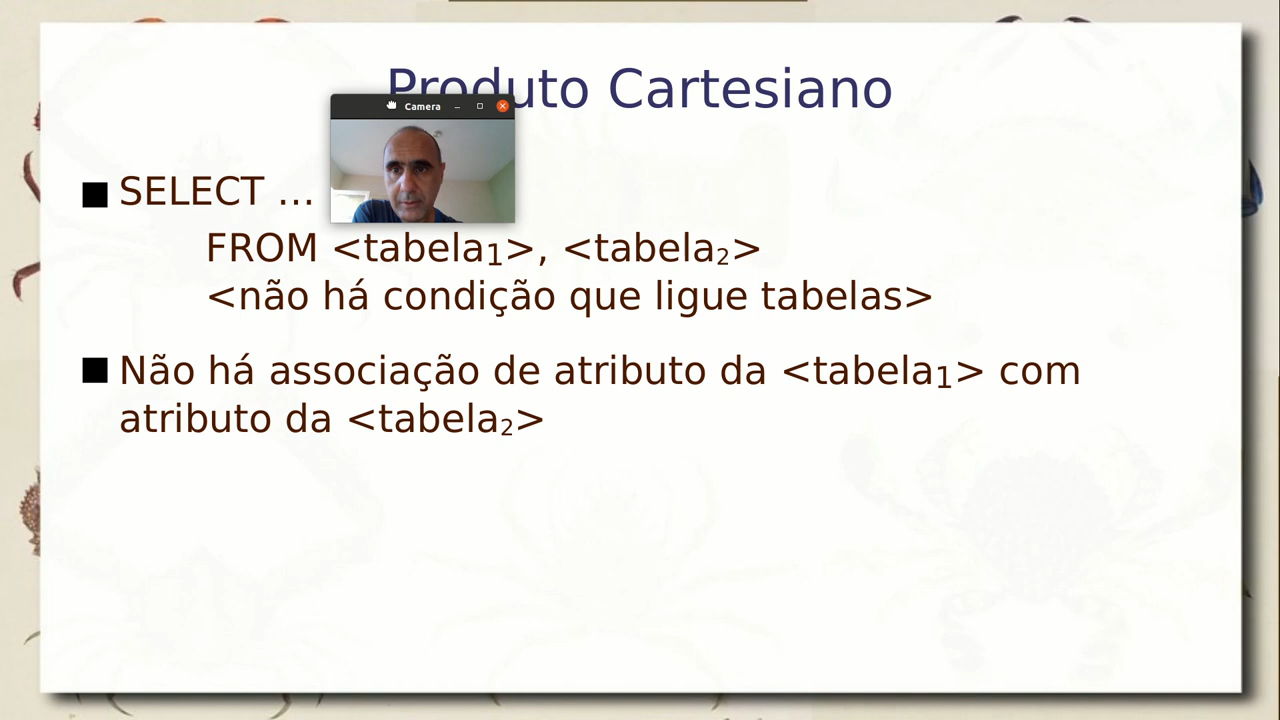 Produto Cartesiano
Camera
SELECT ...
FROM <tabela₁>, <tabela₂>
<não há condição que ligue tabelas>
Não há associação de atributo da <tabela₁> com
atributo da <tabela₂>